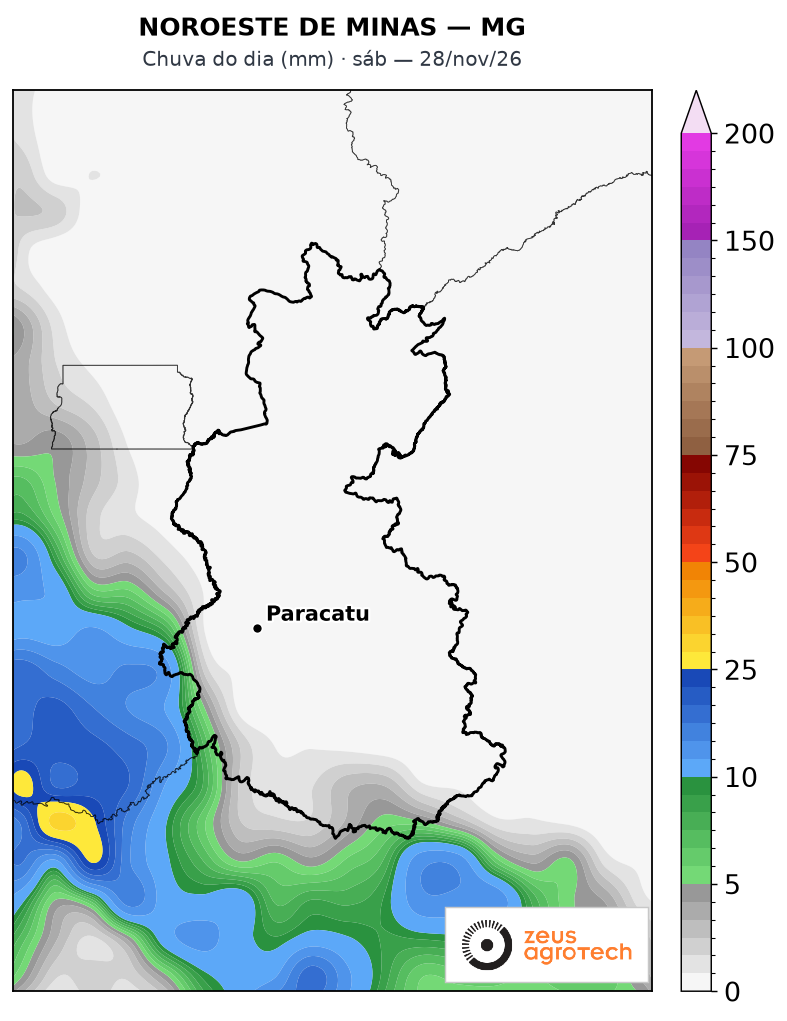 NOROESTE DE MINAS — MG
Chuva do dia (mm) · sáb — 28/nov/26
200
150
100
75
50
25
10
5
0
Paracatu
zeus
agrotech